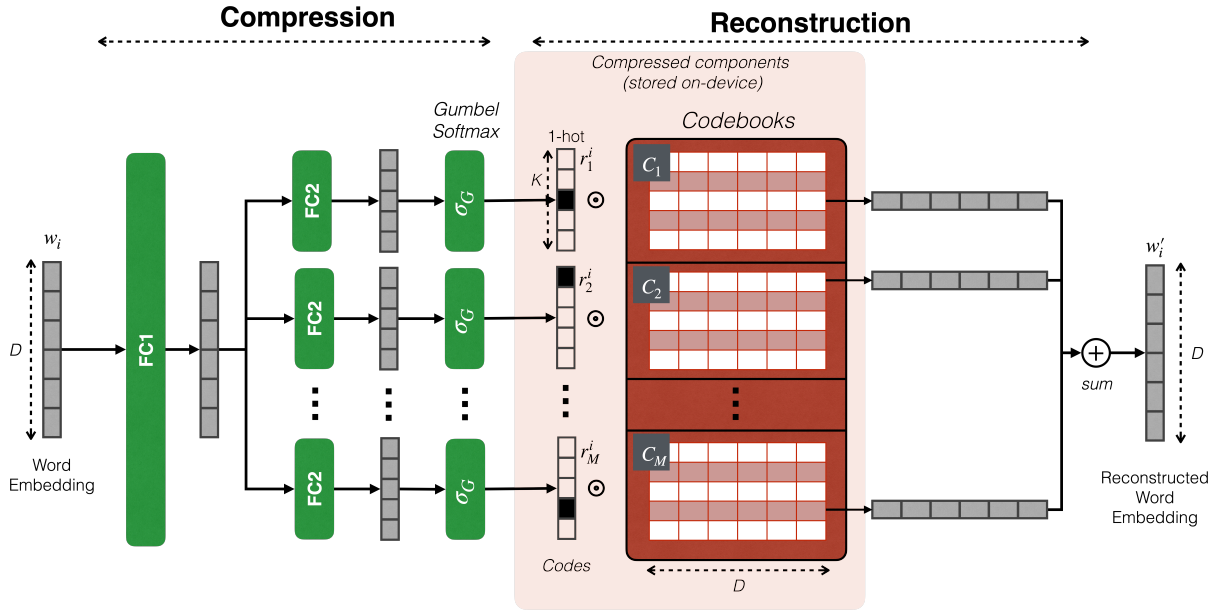 Compression
Reconstruction
Compressed components
(stored on-device)
Gumbel
Softmax
1-hot
Codebooks
K
r_1^i
C_1
FC2
σ_G
⊙
w_i
D
FC1
Word
Embedding
r_2^i
C_2
FC2
σ_G
⊙
r_M^i
C_M
FC2
σ_G
⊙
Codes
D
w'_i
+
sum
D
Reconstructed
Word
Embedding